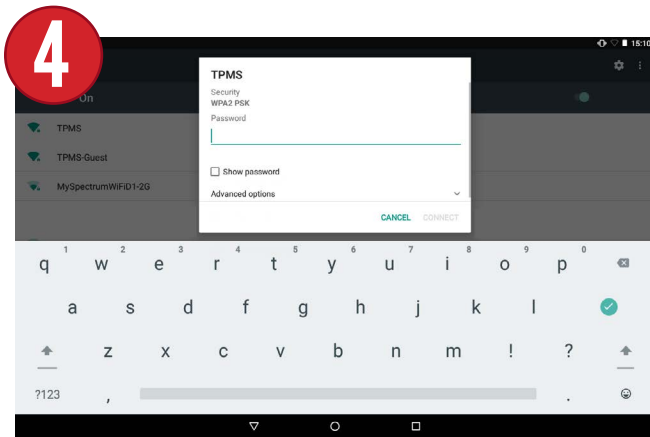 4
15:10
On
TPMS
TPMS-Guest
MySpectrumWiFiD1-2G
TPMS
Security
WPA2 PSK
Password
Show password
Advanced options
CANCEL CONNECT
1 2 3 4 5 6 7 8 9 0
q w e r t y u i o p
a s d f g h j k l
z x c v b n m ! ?
?123 , .